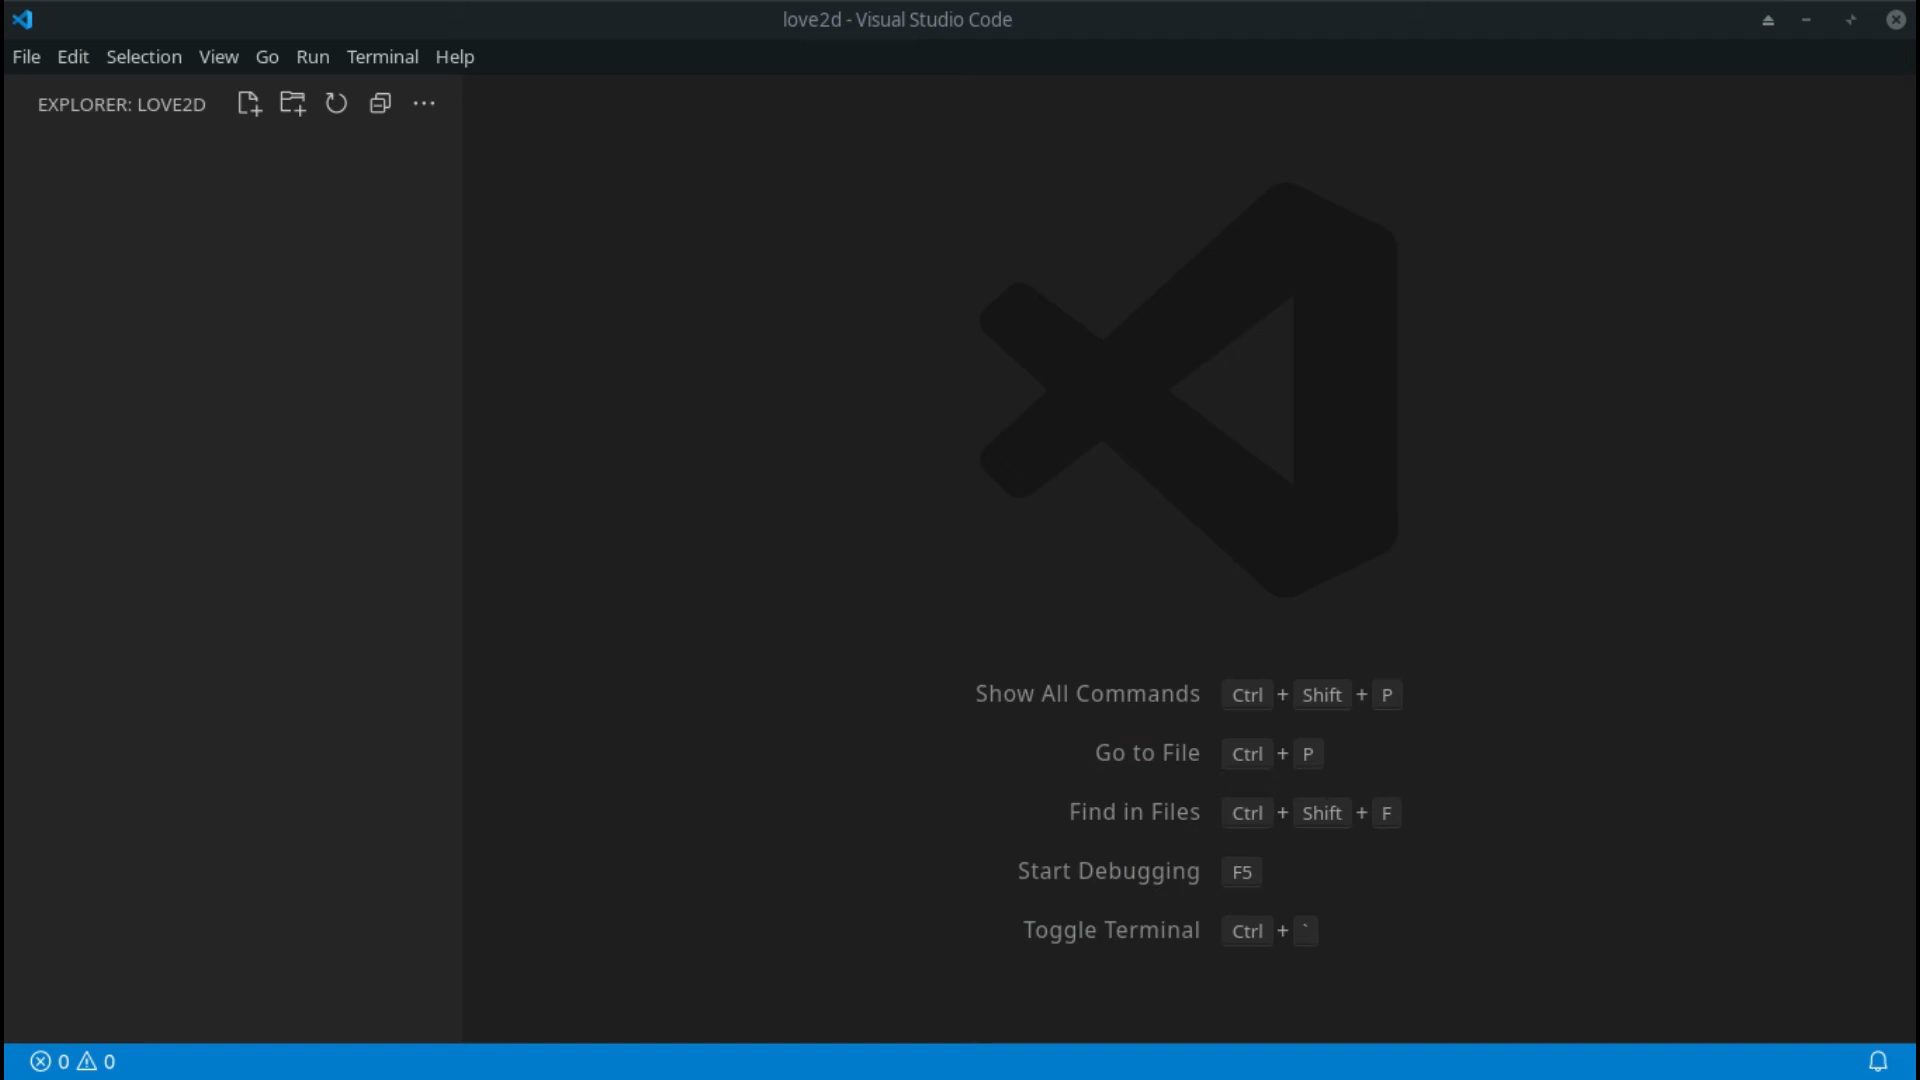 love2d - Visual Studio Code
File Edit Selection View Go Run Terminal Help
EXPLORER: LOVE2D
Show All Commands Ctrl + Shift + P
Go to File Ctrl + P
Find in Files Ctrl + Shift + F
Start Debugging F5
Toggle Terminal Ctrl + `
0 0